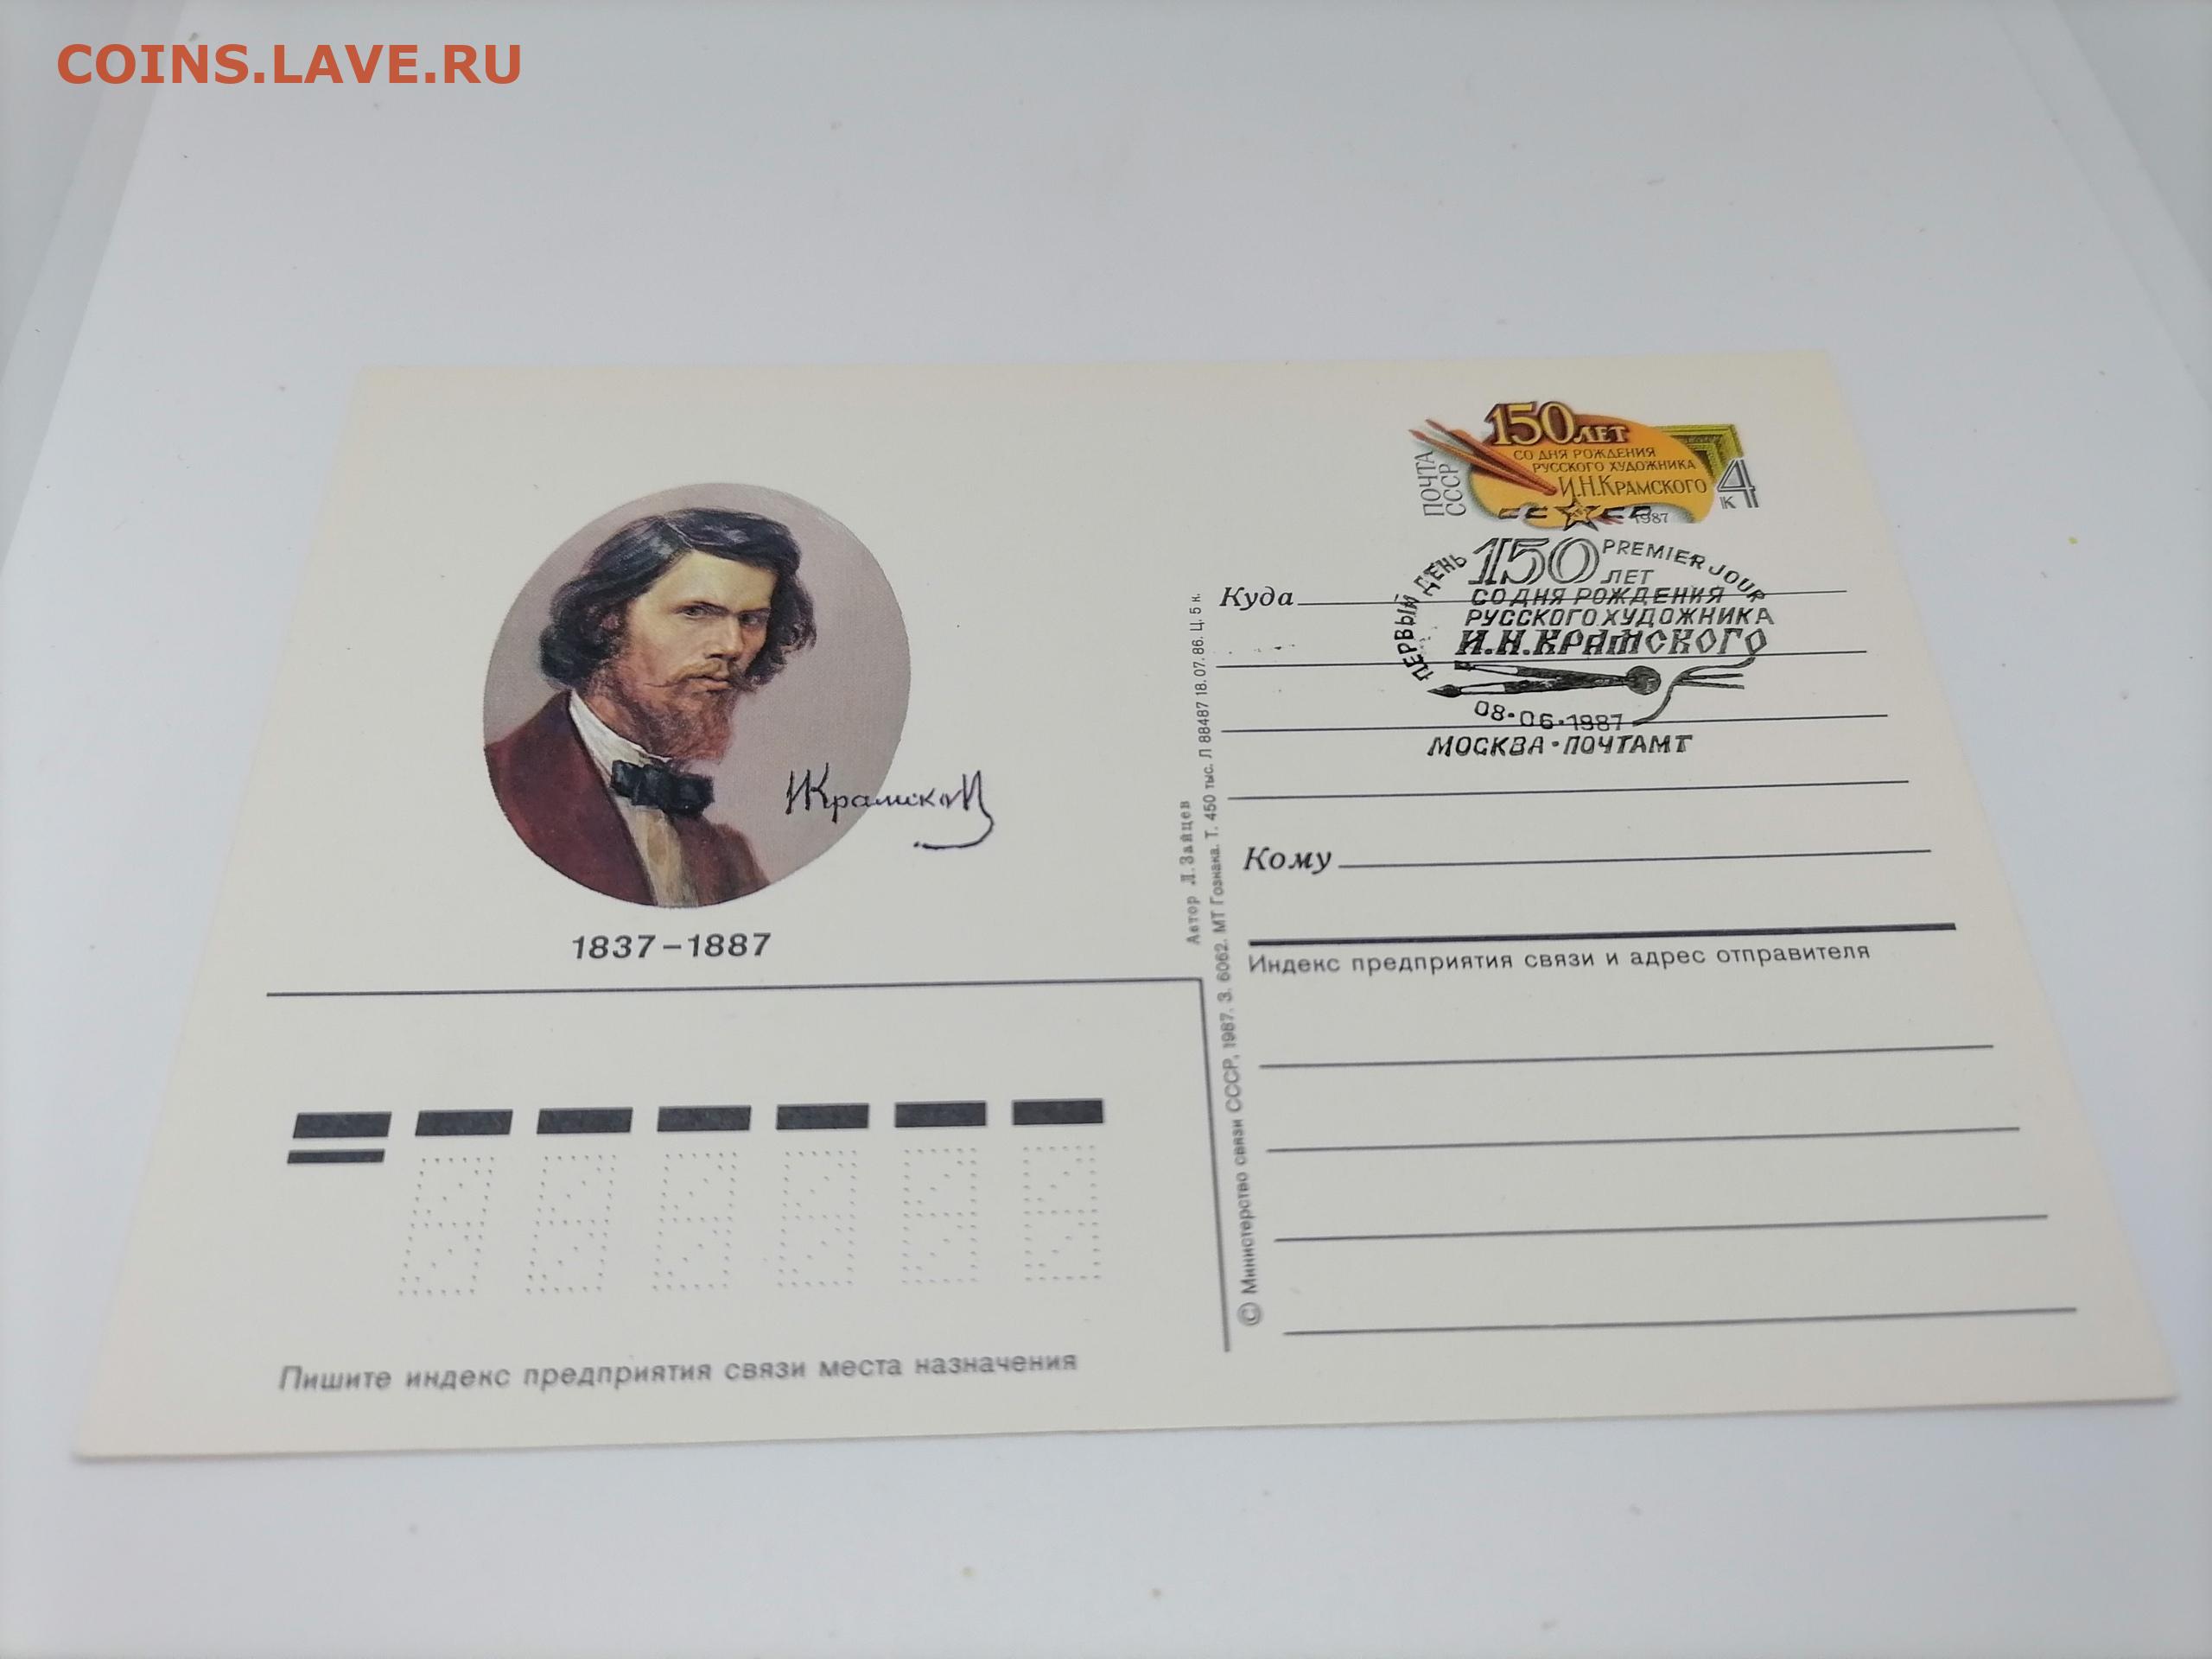 COINS.LAVE.RU
150 ЛЕТ
СО ДНЯ РОЖДЕНИЯ
РУССКОГО ХУДОЖНИКА
И.Н.КРАМСКОГО
ПОЧТА
СССР
4
К
1987
ПЕРВЫЙ ДЕНЬ
PREMIER JOUR
150
ЛЕТ
СО ДНЯ РОЖДЕНИЯ
РУССКОГО ХУДОЖНИКА
И.Н.КРАМСКОГО
08·06·1987
МОСКВА·ПОЧТАМТ
ИКрамской
1837–1887
Куда
Кому
Индекс предприятия связи и адрес отправителя
Автор Л. Зайцев
© Министерство связи СССР, 1987. З. 6062. МТ Гознака. Т. 450 тыс. Л 88487 18.07.86. Ц. 5 к.
Пишите индекс предприятия связи места назначения